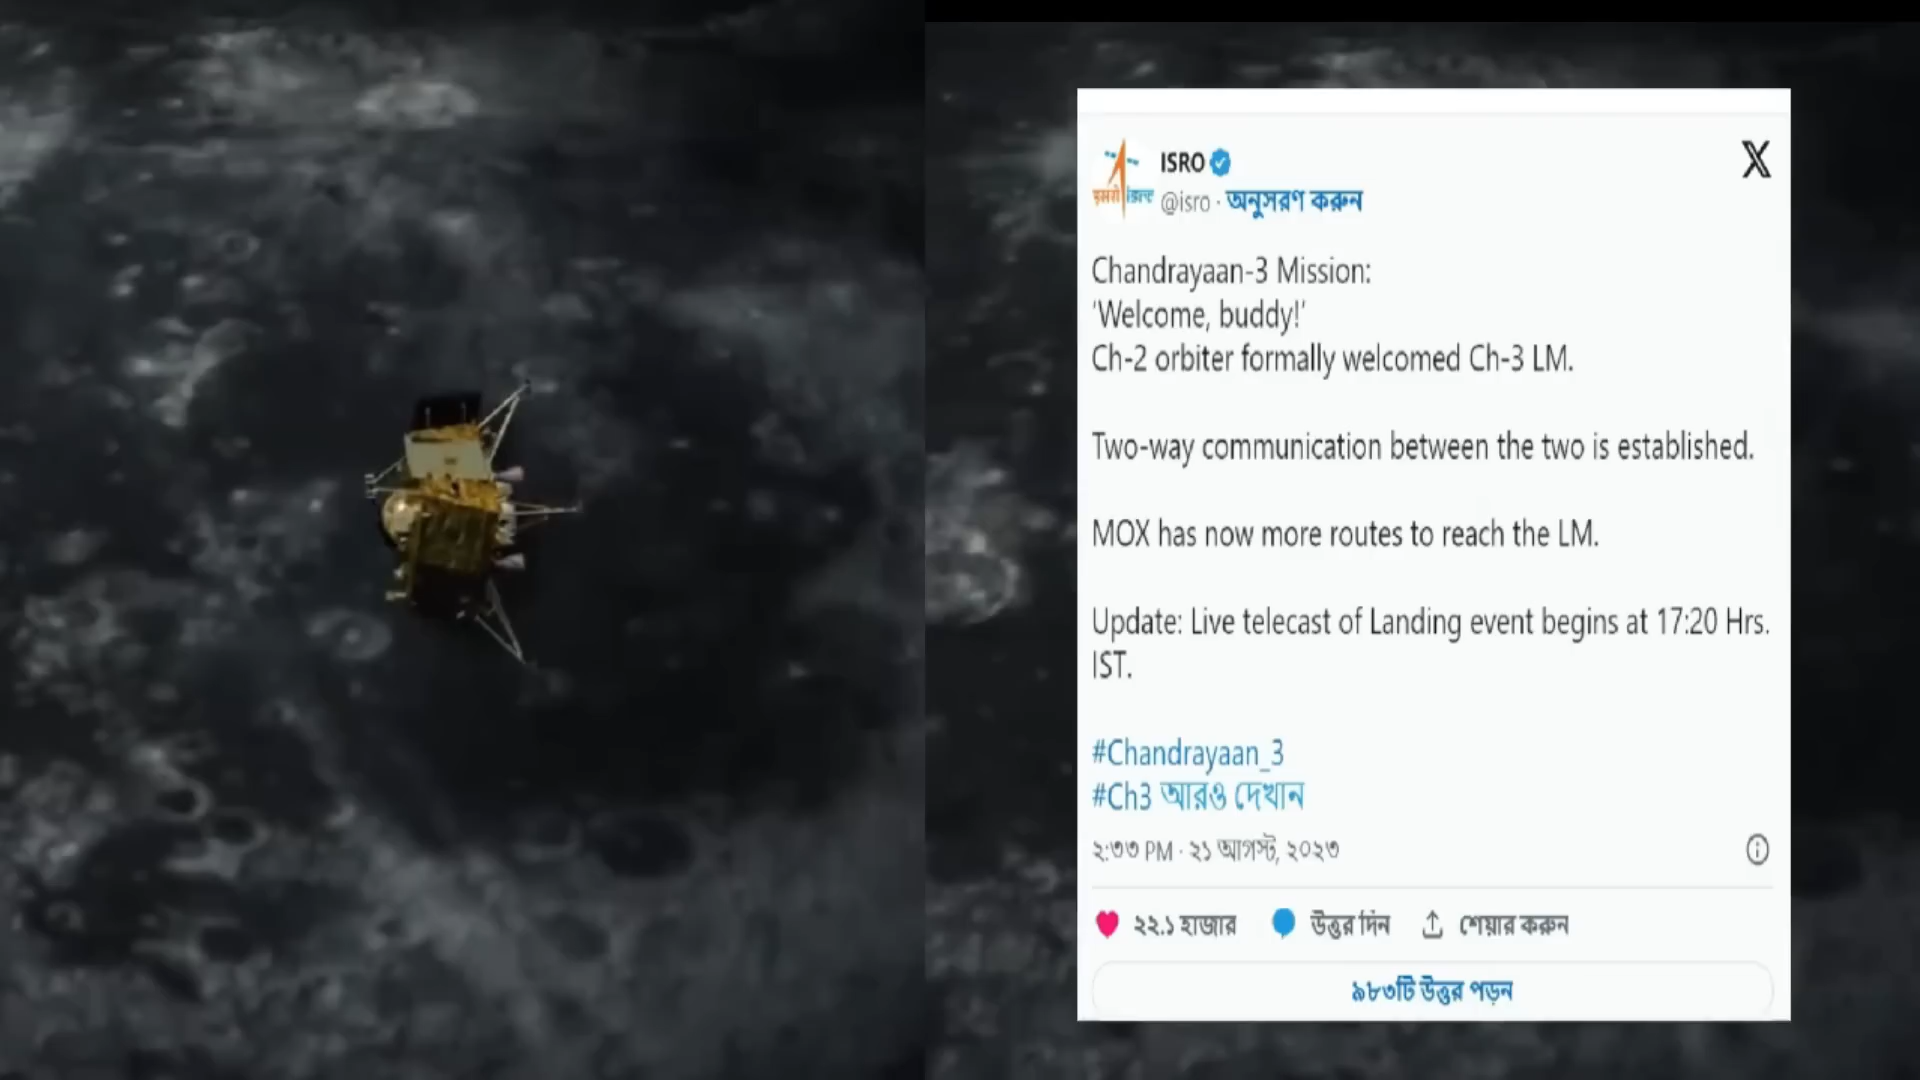 ISRO
@isro · অনুসরণ করুন
Chandrayaan-3 Mission:
'Welcome, buddy!'
Ch-2 orbiter formally welcomed Ch-3 LM.
Two-way communication between the two is established.
MOX has now more routes to reach the LM.
Update: Live telecast of Landing event begins at 17:20 Hrs.
IST.
#Chandrayaan_3
#Ch3 আরও দেখান
২:৩৩ PM · ২১ আগস্ট, ২০২৩
২২.১ হাজার উত্তর দিন শেয়ার করুন
৯৮৩টি উত্তর পড়ুন